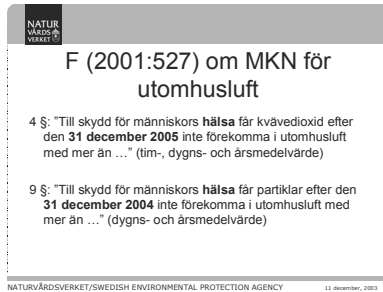 NATUR
VÅRDS
VERKET
F (2001:527) om MKN för
utomhusluft
4 §: ”Till skydd för människors hälsa får kvävedioxid efter
den 31 december 2005 inte förekomma i utomhusluft
med mer än …” (tim-, dygns- och årsmedelvärde)
9 §: ”Till skydd för människors hälsa får partiklar efter den
31 december 2004 inte förekomma i utomhusluft med
mer än …” (dygns- och årsmedelvärde)
NATURVÅRDSVERKET/SWEDISH ENVIRONMENTAL PROTECTION AGENCY 11 december, 2003